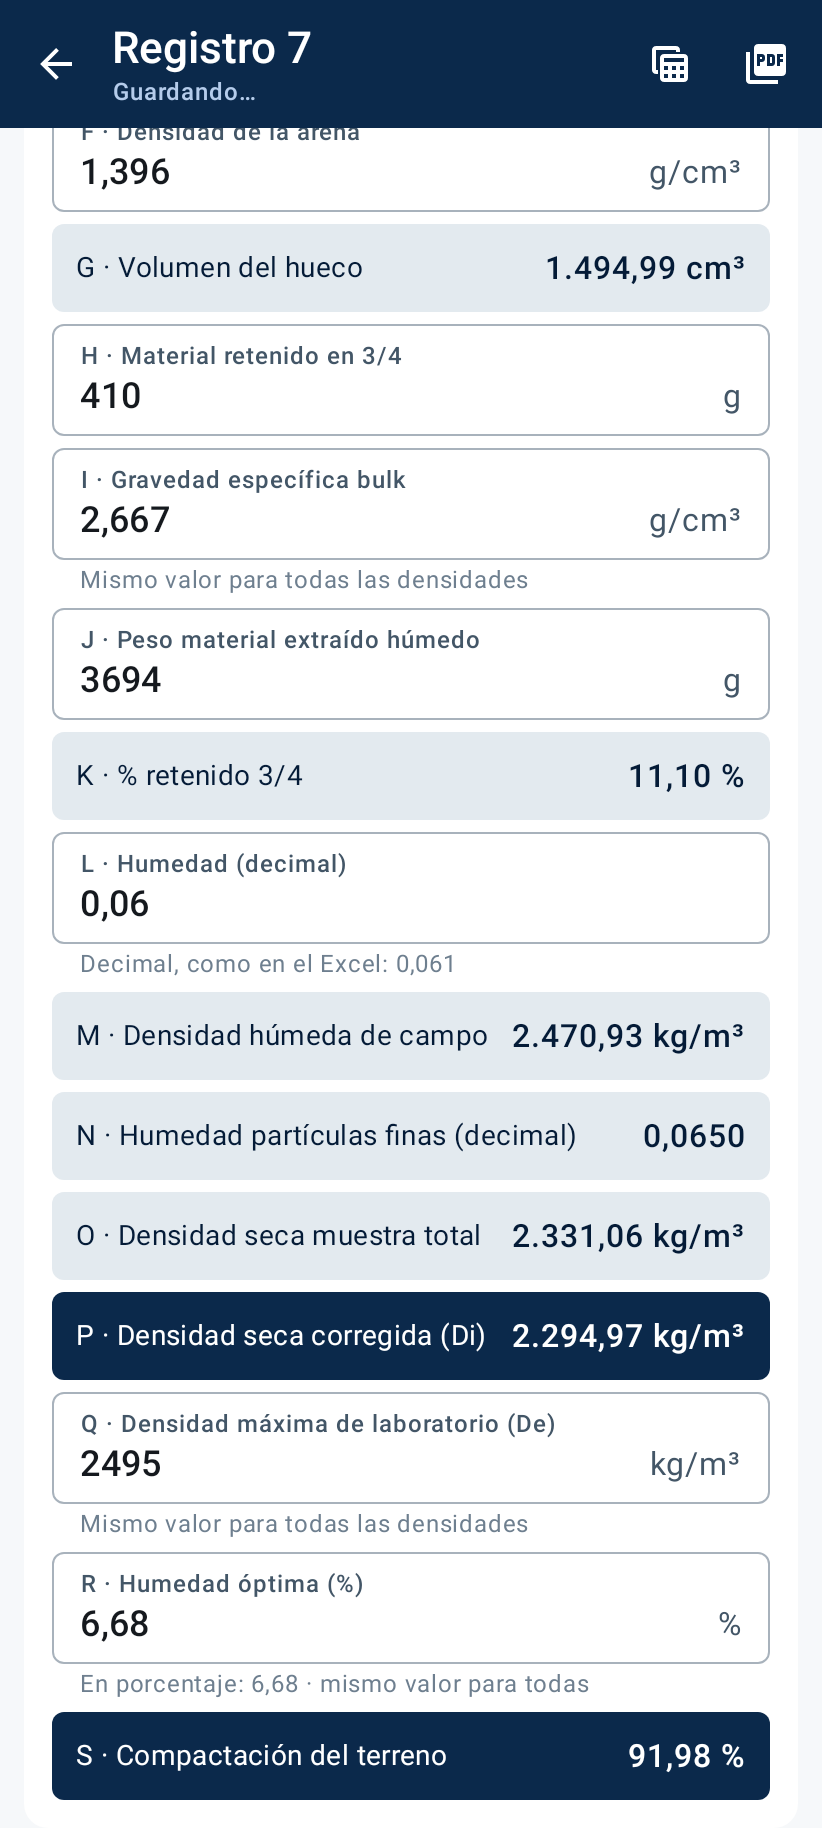 Registro 7
Guardando…
PDF
F · Densidad de la arena
1,396 g/cm³
G · Volumen del hueco 1.494,99 cm³
H · Material retenido en 3/4
410 g
I · Gravedad específica bulk
2,667 g/cm³
Mismo valor para todas las densidades
J · Peso material extraído húmedo
3694 g
K · % retenido 3/4 11,10 %
L · Humedad (decimal)
0,06
Decimal, como en el Excel: 0,061
M · Densidad húmeda de campo 2.470,93 kg/m³
N · Humedad partículas finas (decimal) 0,0650
O · Densidad seca muestra total 2.331,06 kg/m³
P · Densidad seca corregida (Di) 2.294,97 kg/m³
Q · Densidad máxima de laboratorio (De)
2495 kg/m³
Mismo valor para todas las densidades
R · Humedad óptima (%)
6,68 %
En porcentaje: 6,68 · mismo valor para todas
S · Compactación del terreno 91,98 %